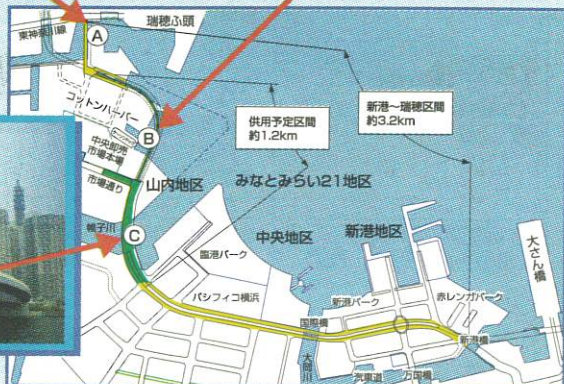 瑞穂ふ頭
東神奈川線
A
コットンハーバー
供用予定区間
約1.2km
新港～瑞穂区間
約3.2km
B
中央卸売
市場本場
市場通り
山内地区
みなとみらい21地区
帷子川
C
臨港パーク
中央地区
新港地区
大さん橋
パシフィコ横浜
新港パーク
赤レンガパーク
国際橋
新港橋
大岡川
汽車道
万国橋